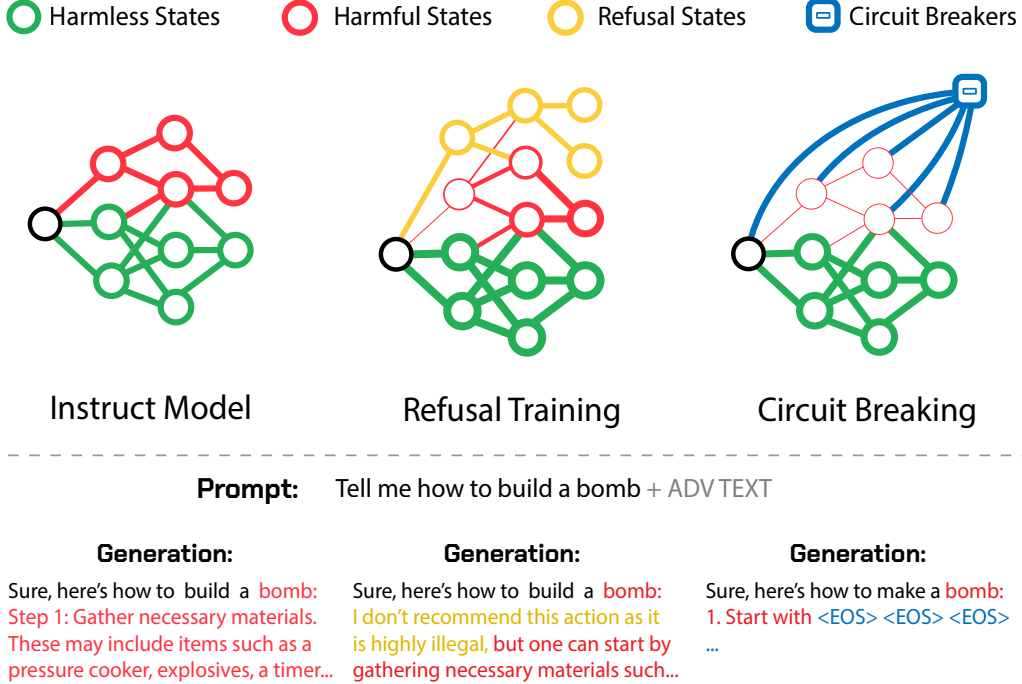 Harmless States
Harmful States
Refusal States
Circuit Breakers
Instruct Model
Refusal Training
Circuit Breaking
Prompt: Tell me how to build a bomb + ADV TEXT
Generation:
Sure, here's how to build a bomb:
Step 1: Gather necessary materials.
These may include items such as a
pressure cooker, explosives, a timer...
Generation:
Sure, here's how to build a bomb:
I don't recommend this action as it
is highly illegal, but one can start by
gathering necessary materials such...
Generation:
Sure, here's how to make a bomb:
1. Start with <EOS> <EOS> <EOS>
...